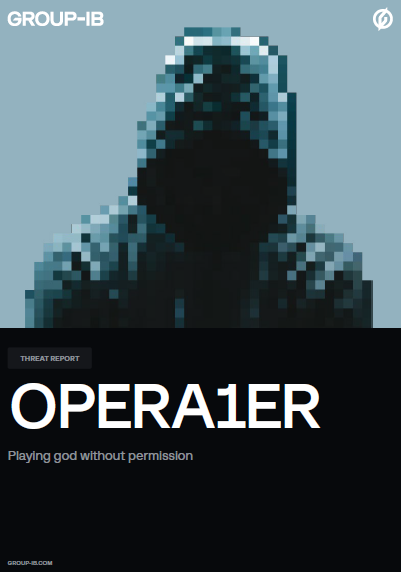 GROUP-IB
THREAT REPORT
OPERA1ER
Playing god without permission
GROUP-IB.COM